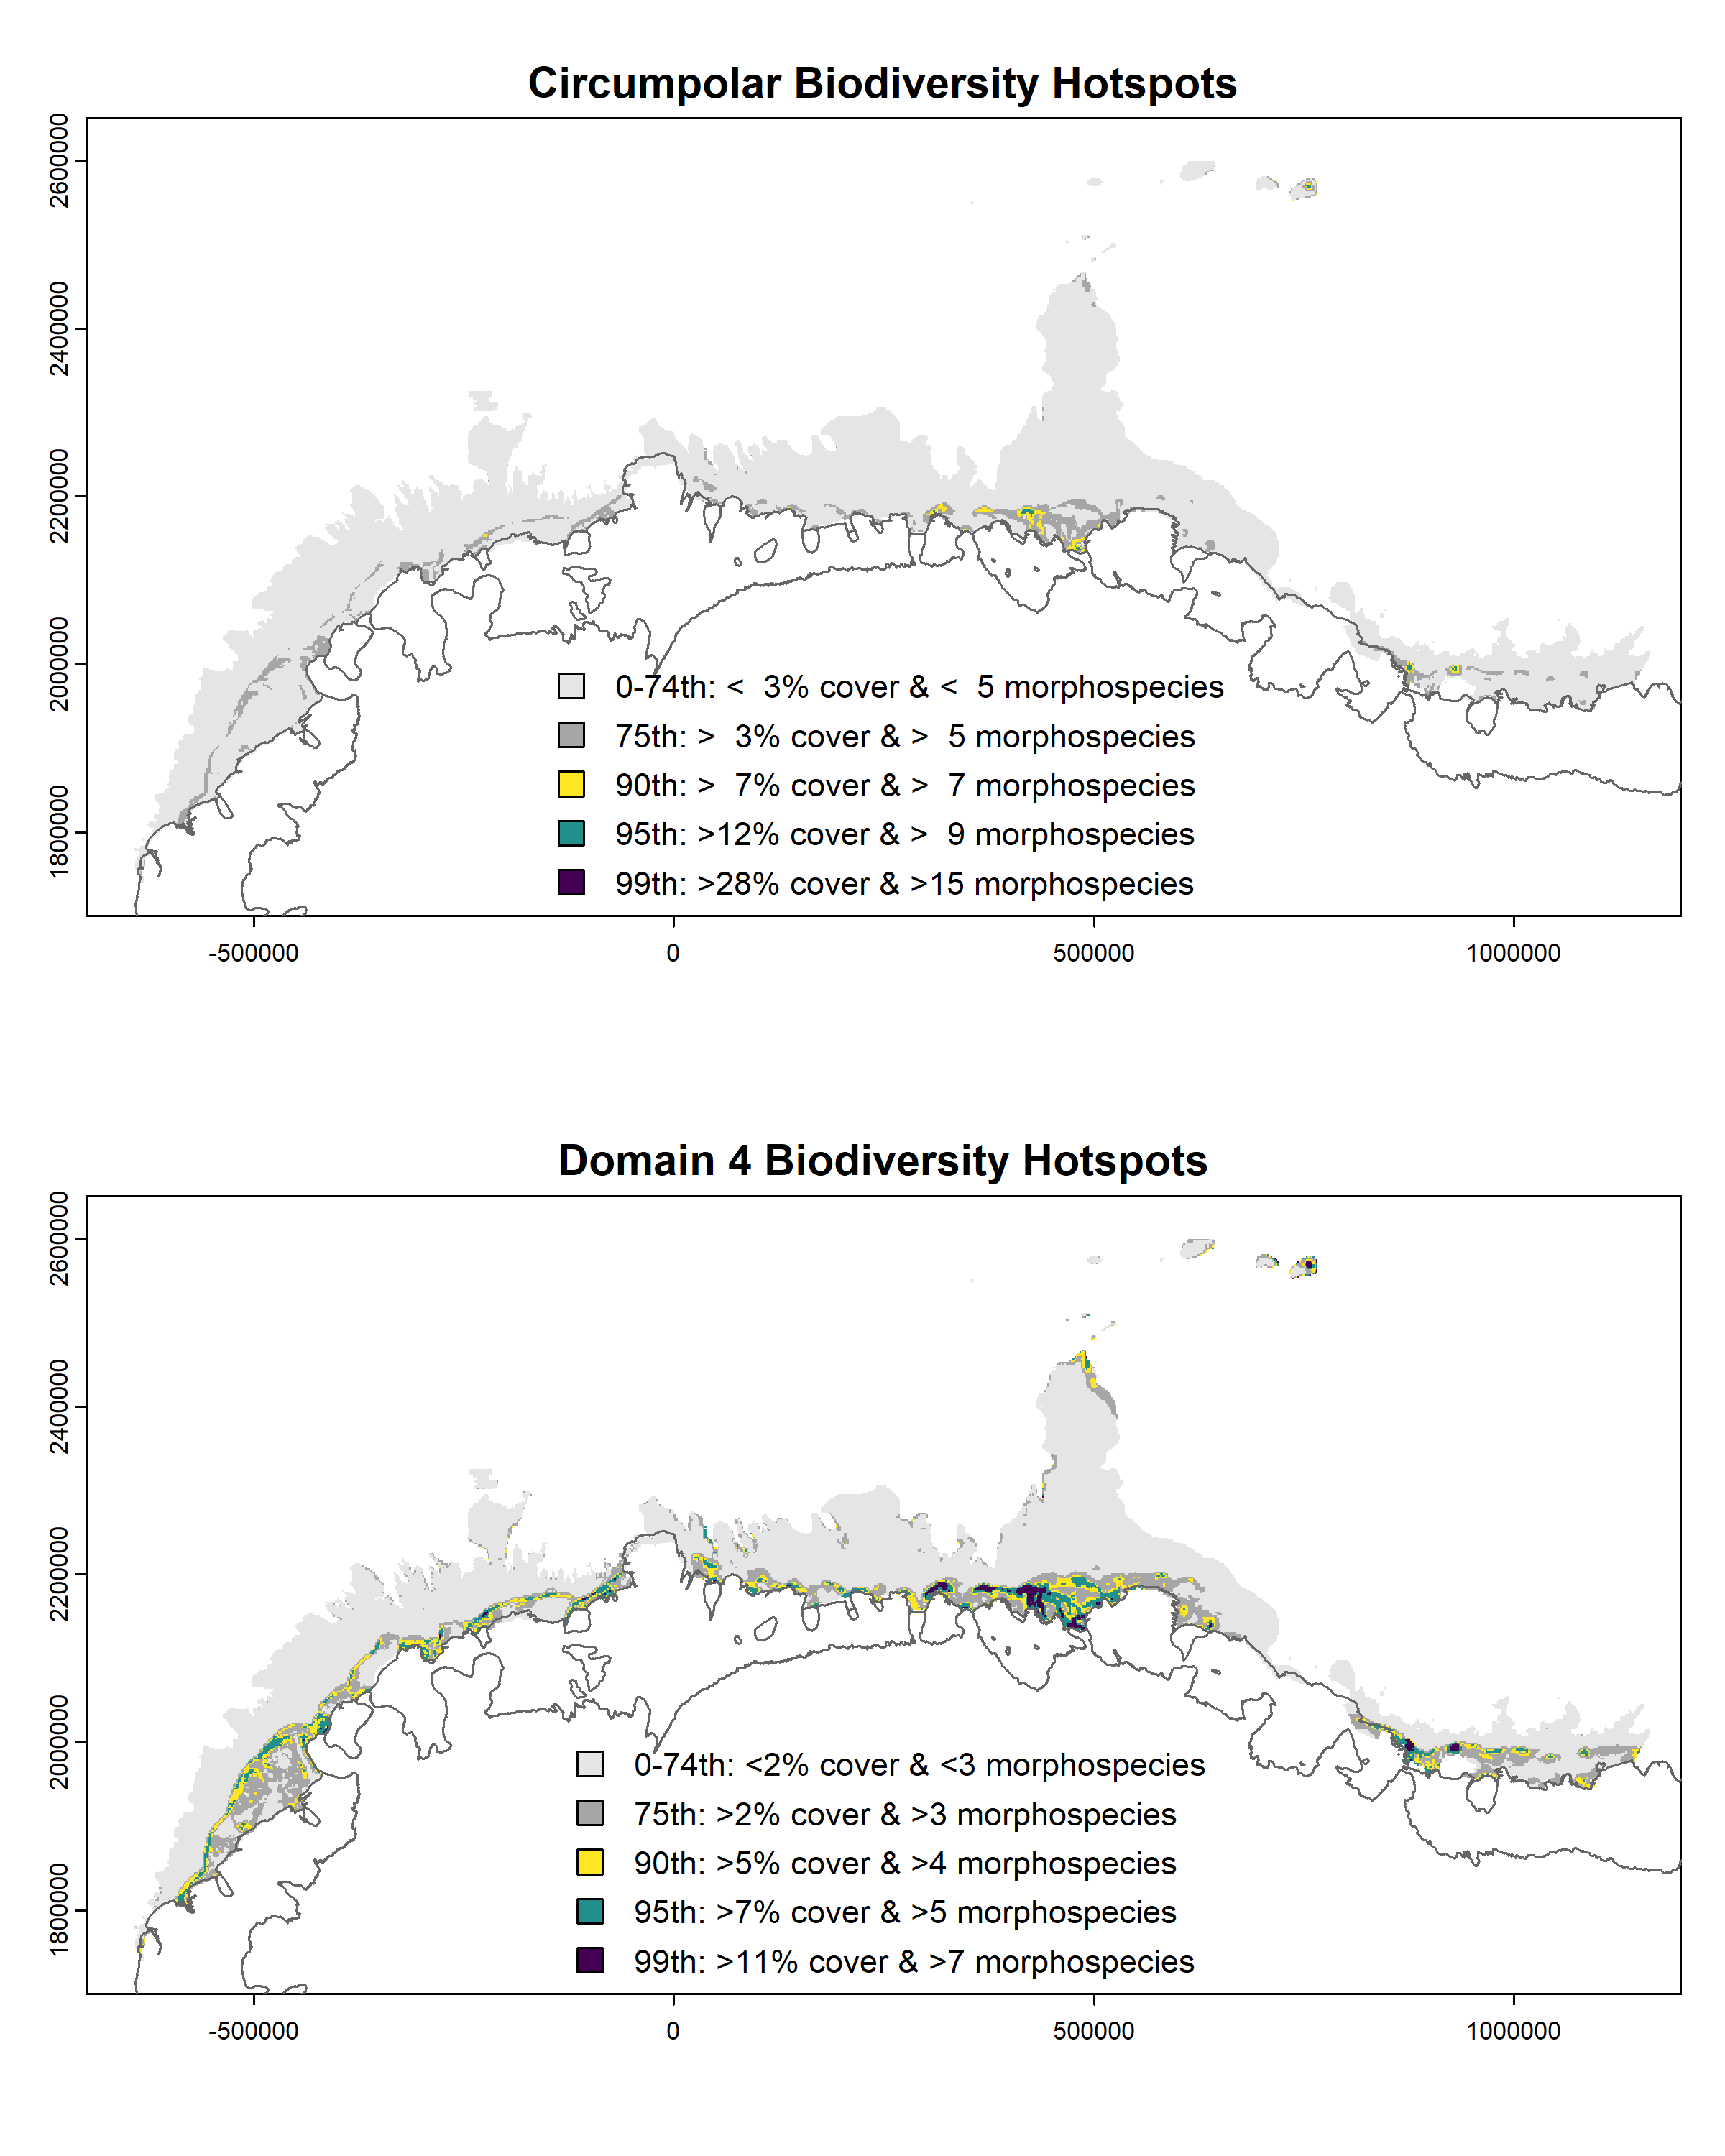 Circumpolar Biodiversity Hotspots
2600000
2400000
2200000
2000000
1800000
0-74th: <  3% cover & <  5 morphospecies
75th: >  3% cover & >  5 morphospecies
90th: >  7% cover & >  7 morphospecies
95th: >12% cover & >  9 morphospecies
99th: >28% cover & >15 morphospecies
-500000 0 500000 1000000
Domain 4 Biodiversity Hotspots
2600000
2400000
2200000
2000000
1800000
0-74th: <2% cover & <3 morphospecies
75th: >2% cover & >3 morphospecies
90th: >5% cover & >4 morphospecies
95th: >7% cover & >5 morphospecies
99th: >11% cover & >7 morphospecies
-500000 0 500000 1000000